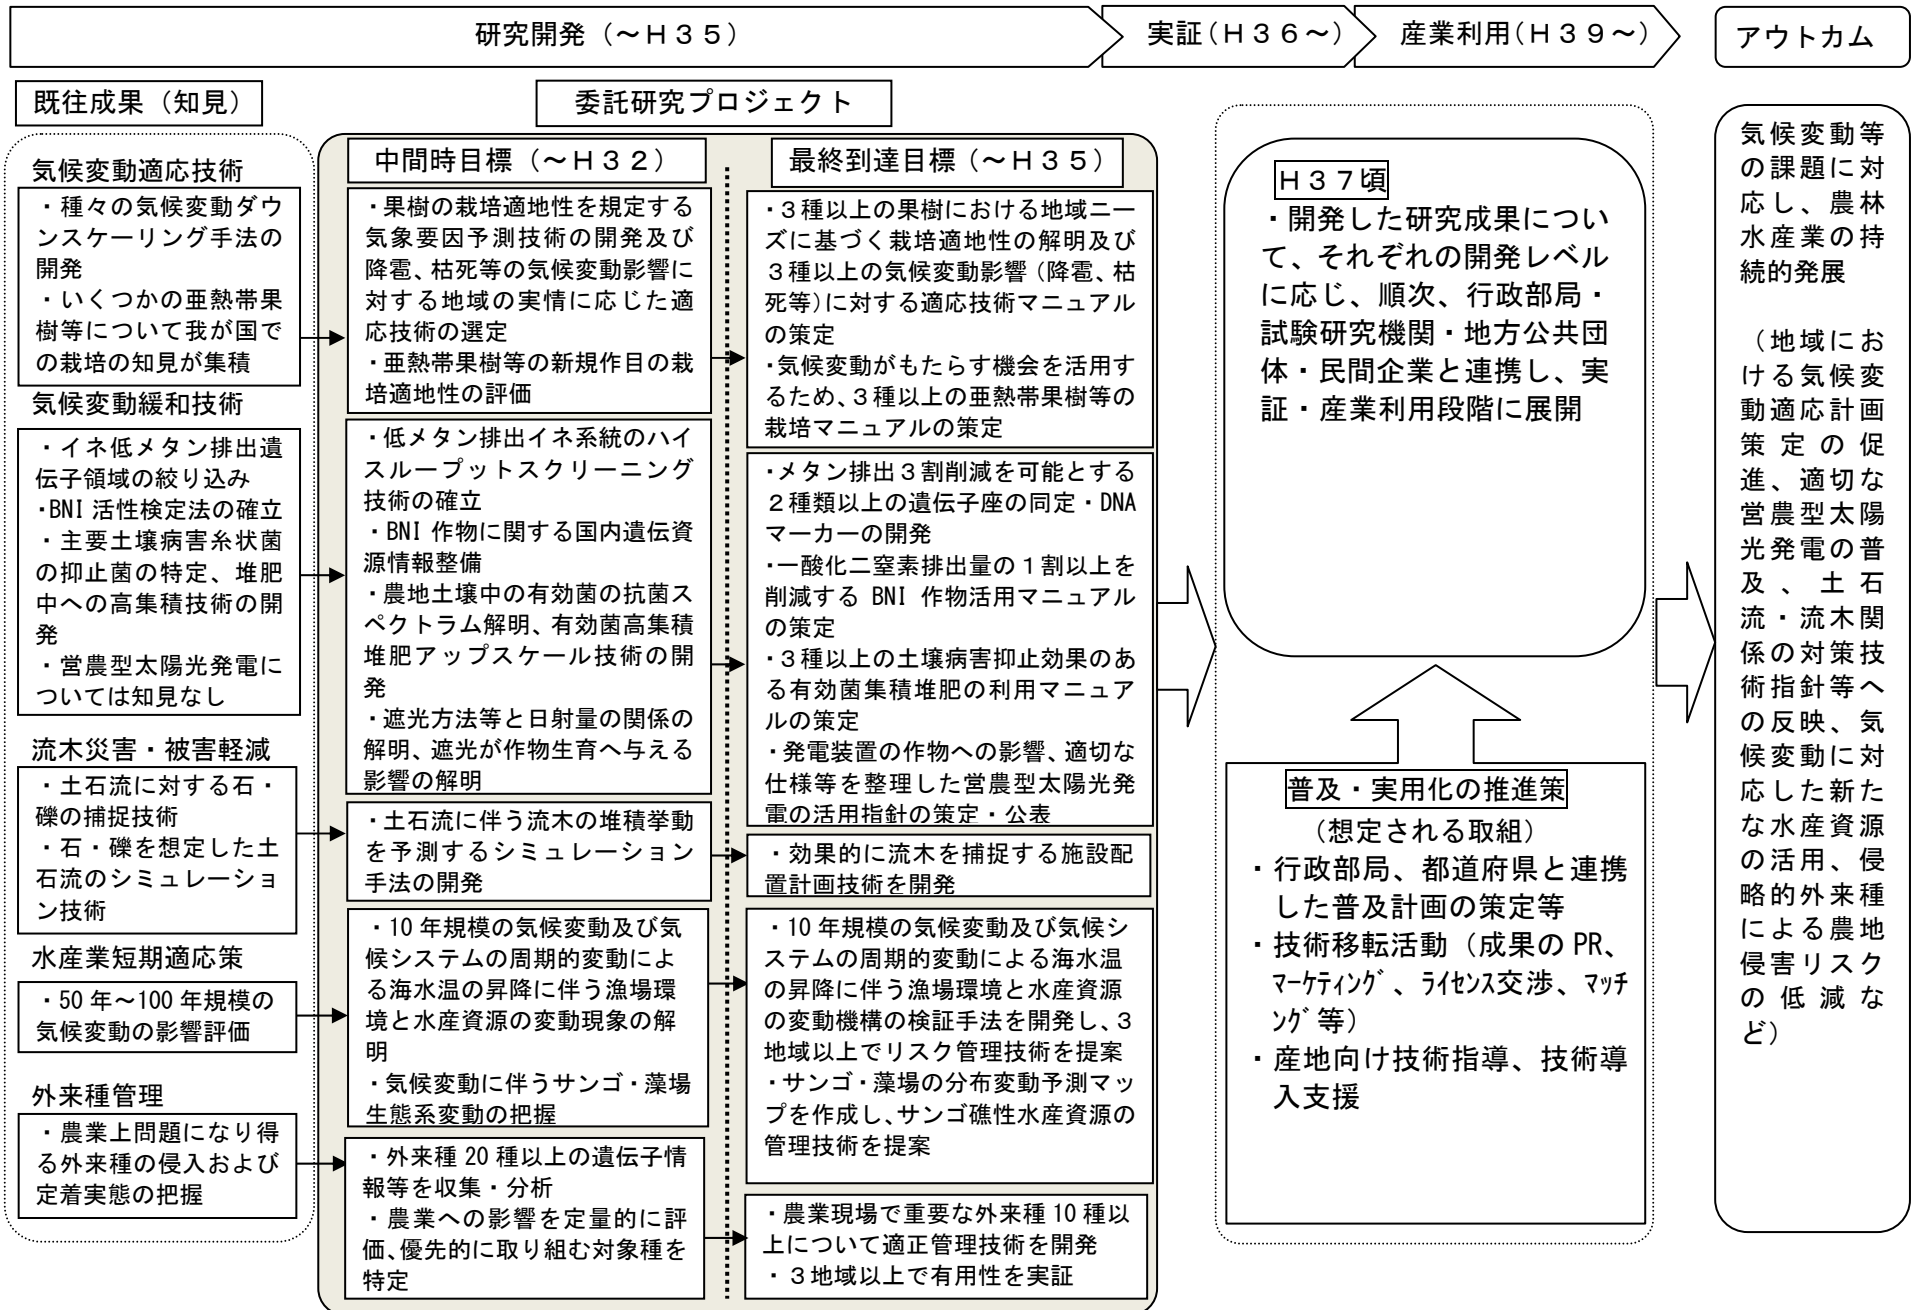 研究開発（～Ｈ３５）
実証（Ｈ３６～）
産業利用（Ｈ３９～）
アウトカム
既往成果（知見）
委託研究プロジェクト
気候変動適応技術
・種々の気候変動ダウ
ンスケーリング手法の
開発
・いくつかの亜熱帯果
樹等について我が国で
の栽培の知見が集積
気候変動緩和技術
・イネ低メタン排出遺
伝子領域の絞り込み
・BNI 活性検定法の確立
・主要土壌病害糸状菌
の抑止菌の特定、堆肥
中への高集積技術の開
発
・営農型太陽光発電に
ついては知見なし
流木災害・被害軽減
・土石流に対する石・
礫の捕捉技術
・石・礫を想定した土
石流のシミュレーショ
ン技術
水産業短期適応策
・50 年～100 年規模の
気候変動の影響評価
外来種管理
・農業上問題になり得
る外来種の侵入および
定着実態の把握
中間時目標（～Ｈ３２）
・果樹の栽培適地性を規定する
気象要因予測技術の開発及び
降雹、枯死等の気候変動影響に
対する地域の実情に応じた適
応技術の選定
・亜熱帯果樹等の新規作目の栽
培適地性の評価
・低メタン排出イネ系統のハイ
スループットスクリーニング
技術の確立
・BNI 作物に関する国内遺伝資
源情報整備
・農地土壌中の有効菌の抗菌ス
ペクトラム解明、有効菌高集積
堆肥アップスケール技術の開
発
・遮光方法等と日射量の関係の
解明、遮光が作物生育へ与える
影響の解明
・土石流に伴う流木の堆積挙動
を予測するシミュレーション
手法の開発
・10 年規模の気候変動及び気
候システムの周期的変動によ
る海水温の昇降に伴う漁場環
境と水産資源の変動現象の解
明
・気候変動に伴うサンゴ・藻場
生態系変動の把握
・外来種 20 種以上の遺伝子情
報等を収集・分析
・農業への影響を定量的に評
価、優先的に取り組む対象種を
特定
最終到達目標（～Ｈ３５）
・３種以上の果樹における地域ニー
ズに基づく栽培適地性の解明及び
３種以上の気候変動影響（降雹、枯
死等）に対する適応技術マニュアル
の策定
・気候変動がもたらす機会を活用す
るため、３種以上の亜熱帯果樹等の
栽培マニュアルの策定
・メタン排出３割削減を可能とする
２種類以上の遺伝子座の同定・DNA
マーカーの開発
・一酸化二窒素排出量の１割以上を
削減する BNI 作物活用マニュアル
の策定
・３種以上の土壌病害抑止効果のあ
る有効菌集積堆肥の利用マニュア
ルの策定
・発電装置の作物への影響、適切な
仕様等を整理した営農型太陽光発
電の活用指針の策定・公表
・効果的に流木を捕捉する施設配
置計画技術を開発
・10 年規模の気候変動及び気候シ
ステムの周期的変動による海水温
の昇降に伴う漁場環境と水産資源
の変動機構の検証手法を開発し、３
地域以上でリスク管理技術を提案
・サンゴ・藻場の分布変動予測マッ
プを作成し、サンゴ礁性水産資源の
管理技術を提案
・農業現場で重要な外来種 10 種以
上について適正管理技術を開発
・３地域以上で有用性を実証
Ｈ３７頃
・開発した研究成果につい
て、それぞれの開発レベル
に応じ、順次、行政部局・
試験研究機関・地方公共団
体・民間企業と連携し、実
証・産業利用段階に展開
普及・実用化の推進策
（想定される取組）
・行政部局、都道府県と連携
した普及計画の策定等
・技術移転活動（成果の PR、
ﾏｰｹﾃｨﾝｸﾞ、ﾗｲｾﾝｽ交渉、ﾏｯﾁ
ﾝｸﾞ等）
・産地向け技術指導、技術導
入支援
気候変動等
の課題に対
応し、農林
水産業の持
続的発展
（地域にお
ける気候変
動適応計画
策定の促
進、適切な
営農型太陽
光発電の普
及、土石
流・流木関
係の対策技
術指針等へ
の反映、気
候変動に対
応した新た
な水産資源
の活用、侵
略的外来種
による農地
侵害リスク
の低減な
ど）